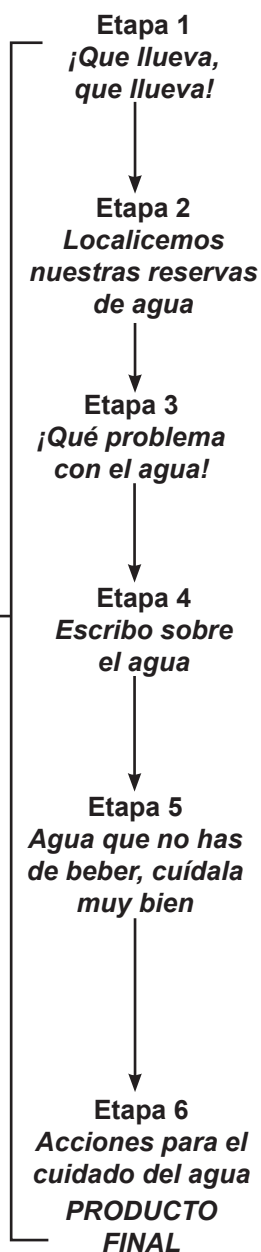 Etapa 1
¡Que llueva,
que llueva!
Etapa 2
Localicemos
nuestras reservas
de agua
Etapa 3
¡Qué problema
con el agua!
Etapa 4
Escribo sobre
el agua
Etapa 5
Agua que no has
de beber, cuídala
muy bien
Etapa 6
Acciones para el
cuidado del agua
PRODUCTO
FINAL